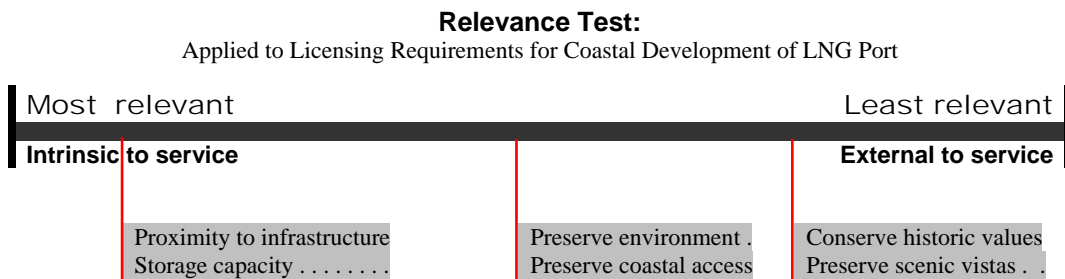 Relevance Test:
Applied to Licensing Requirements for Coastal Development of LNG Port
Most relevant Least relevant
Intrinsic to service External to service
Proximity to infrastructure Preserve environment . Conserve historic values
Storage capacity . . . . . . . . Preserve coastal access Preserve scenic vistas . .